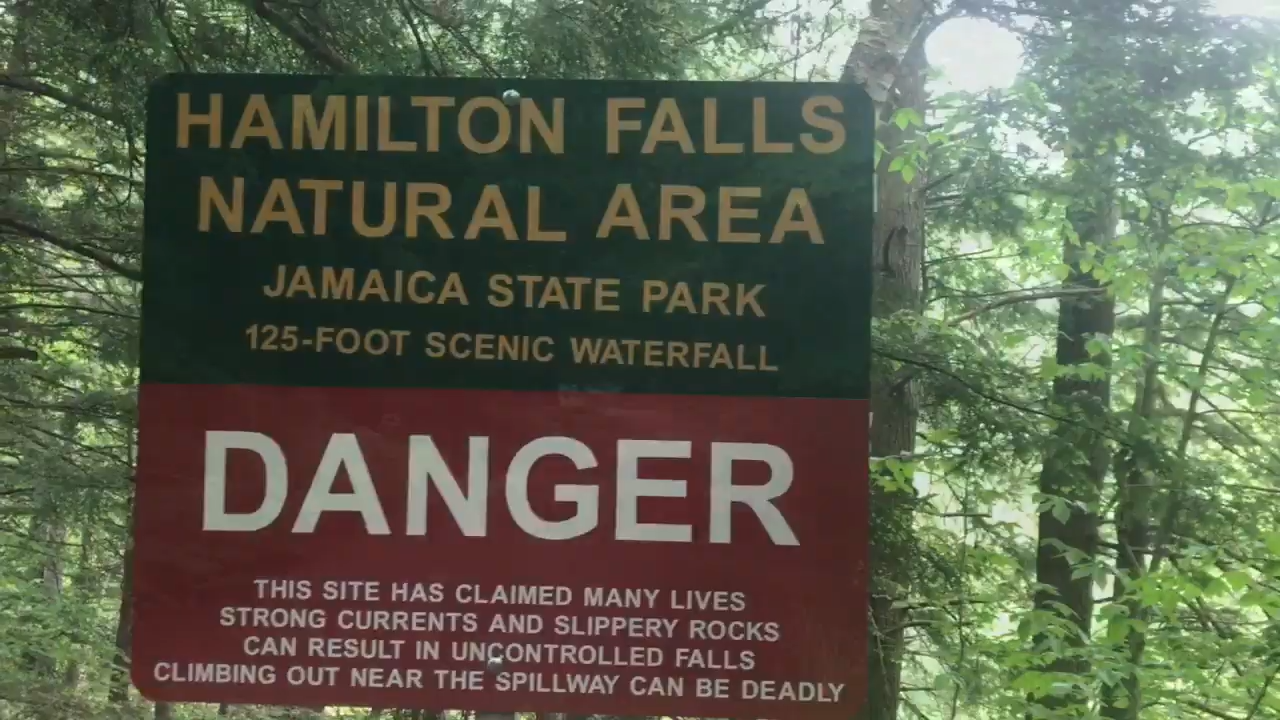 HAMILTON FALLS
NATURAL AREA
JAMAICA STATE PARK
125-FOOT SCENIC WATERFALL
DANGER
THIS SITE HAS CLAIMED MANY LIVES
STRONG CURRENTS AND SLIPPERY ROCKS
CAN RESULT IN UNCONTROLLED FALLS
CLIMBING OUT NEAR THE SPILLWAY CAN BE DEADLY